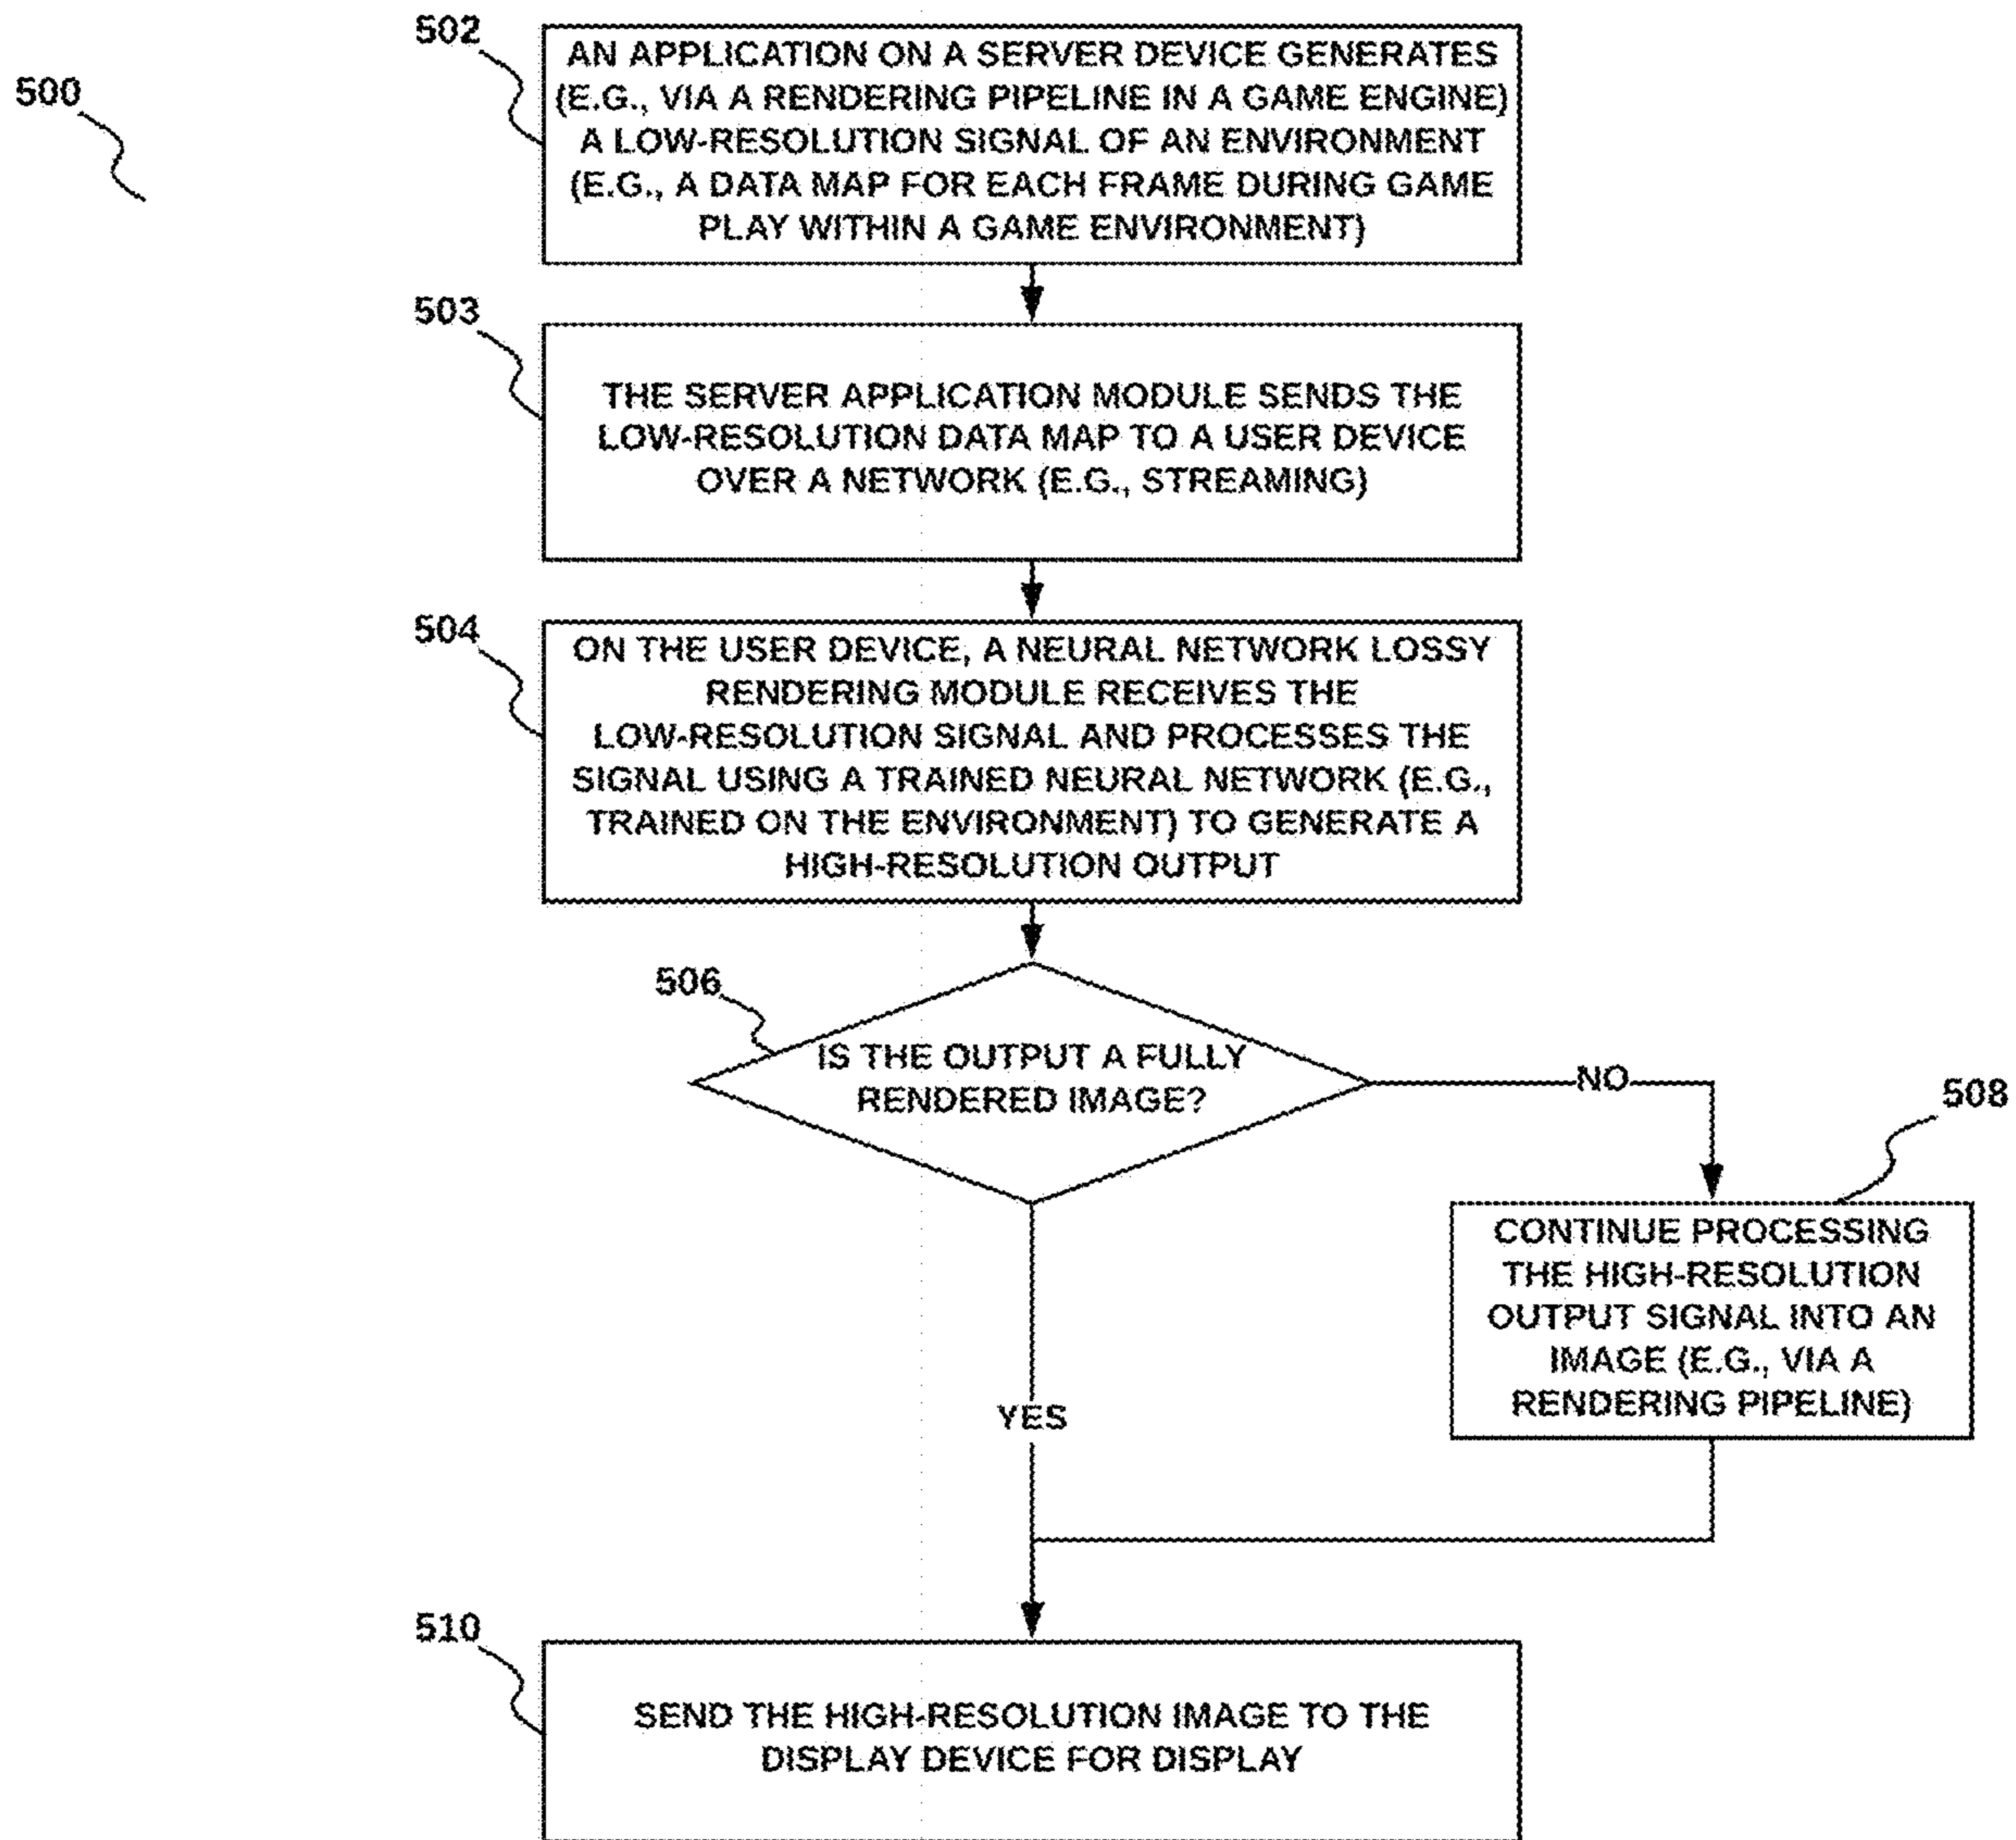 500
502
AN APPLICATION ON A SERVER DEVICE GENERATES
(E.G., VIA A RENDERING PIPELINE IN A GAME ENGINE)
A LOW-RESOLUTION SIGNAL OF AN ENVIRONMENT
(E.G., A DATA MAP FOR EACH FRAME DURING GAME
PLAY WITHIN A GAME ENVIRONMENT)
503
THE SERVER APPLICATION MODULE SENDS THE
LOW-RESOLUTION DATA MAP TO A USER DEVICE
OVER A NETWORK (E.G., STREAMING)
504
ON THE USER DEVICE, A NEURAL NETWORK LOSSY
RENDERING MODULE RECEIVES THE
LOW-RESOLUTION SIGNAL AND PROCESSES THE
SIGNAL USING A TRAINED NEURAL NETWORK (E.G.,
TRAINED ON THE ENVIRONMENT) TO GENERATE A
HIGH-RESOLUTION OUTPUT
506
IS THE OUTPUT A FULLY
RENDERED IMAGE?
NO
508
CONTINUE PROCESSING
THE HIGH-RESOLUTION
OUTPUT SIGNAL INTO AN
IMAGE (E.G., VIA A
RENDERING PIPELINE)
YES
510
SEND THE HIGH-RESOLUTION IMAGE TO THE
DISPLAY DEVICE FOR DISPLAY